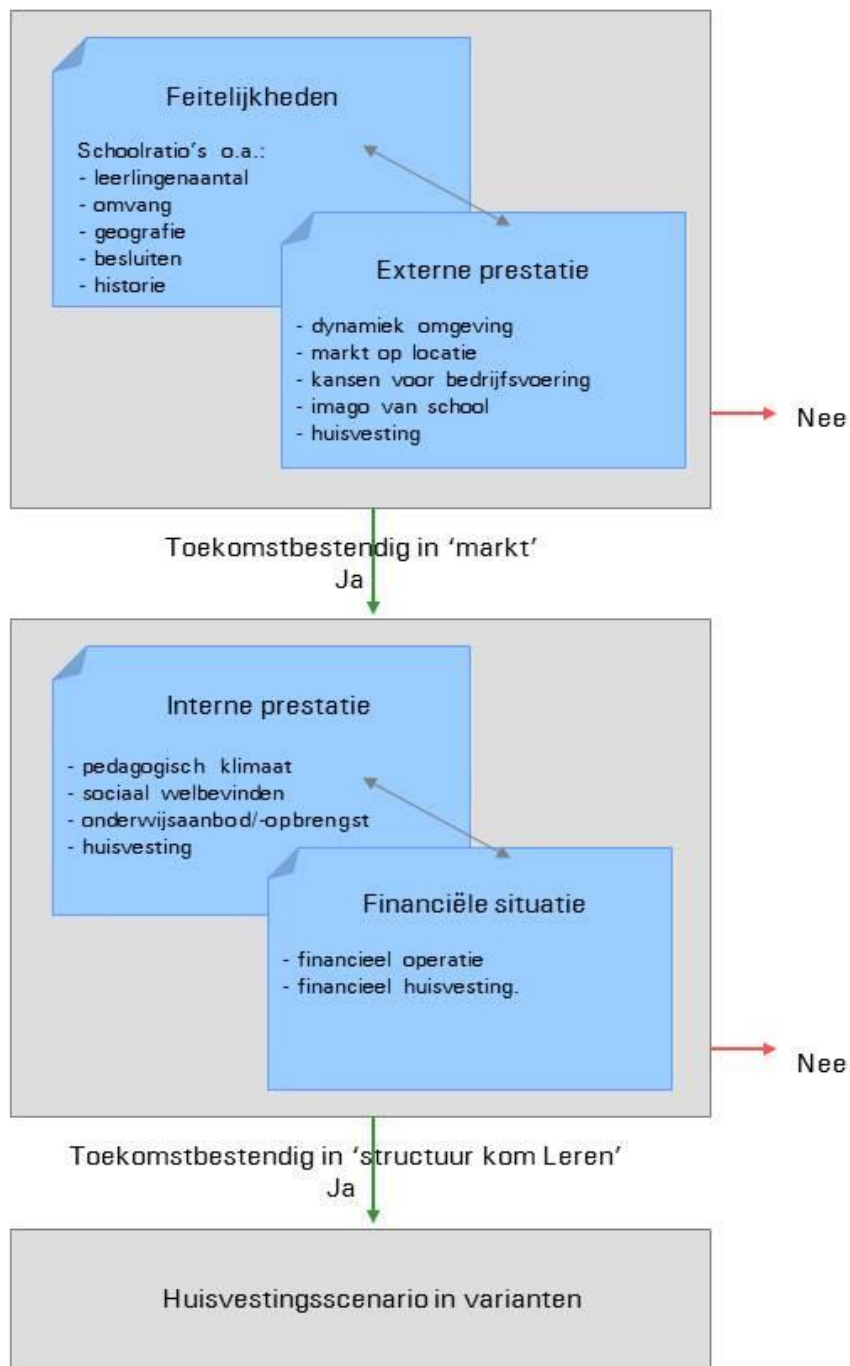 Feitelijkheden
Schoolratio's o.a.:
- leerlingenaantal
- omvang
- geografie
- besluiten
- historie
Externe prestatie
- dynamiek omgeving
- markt op locatie
- kansen voor bedrijfsvoering
- imago van school
- huisvesting
Nee
Toekomstbestendig in 'markt'
Ja
Interne prestatie
- pedagogisch klimaat
- sociaal welbevinden
- onderwijsaanbod/-opbrengst
- huisvesting
Financiële situatie
- financieel operatie
- financieel huisvesting.
Nee
Toekomstbestendig in 'structuur kom Leren'
Ja
Huisvestingsscenario in varianten